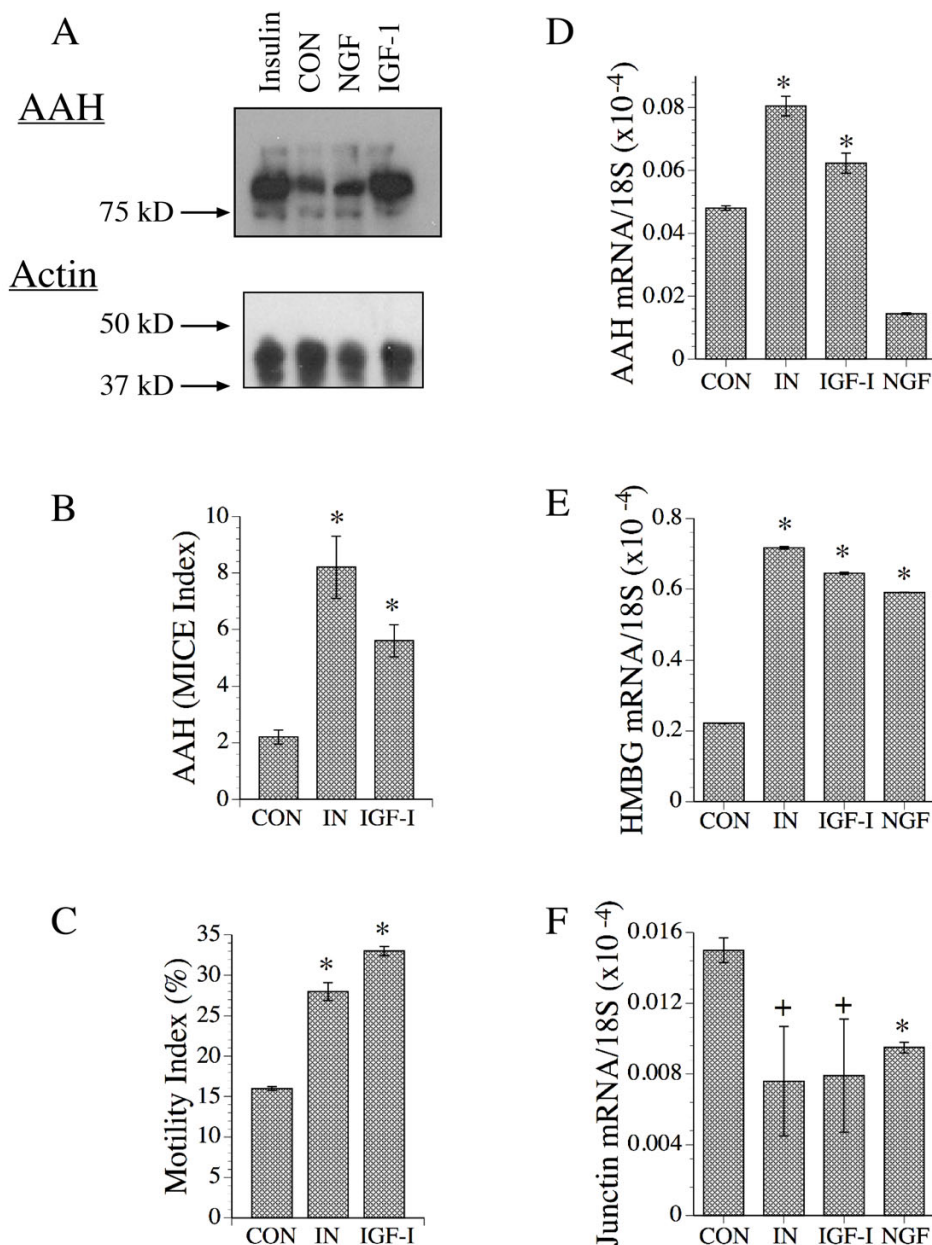 A
Insulin
CON
NGF
IGF-1
AAH
75 kD
Actin
50 kD
37 kD
B
AAH (MICE Index)
10
8
6
4
2
0
*
*
CON IN IGF-I
C
Motility Index (%)
35
30
25
20
15
10
5
0
*
*
CON IN IGF-I
D
AAH mRNA/18S (x10-4)
0.08
0.06
0.04
0.02
0
*
*
CON IN IGF-I NGF
E
HMBG mRNA/18S (x10-4)
0.8
0.6
0.4
0.2
0
*
*
*
CON IN IGF-I NGF
F
Junctin mRNA/18S (x10-4)
0.016
0.012
0.008
0.004
0
+
+
*
CON IN IGF-I NGF